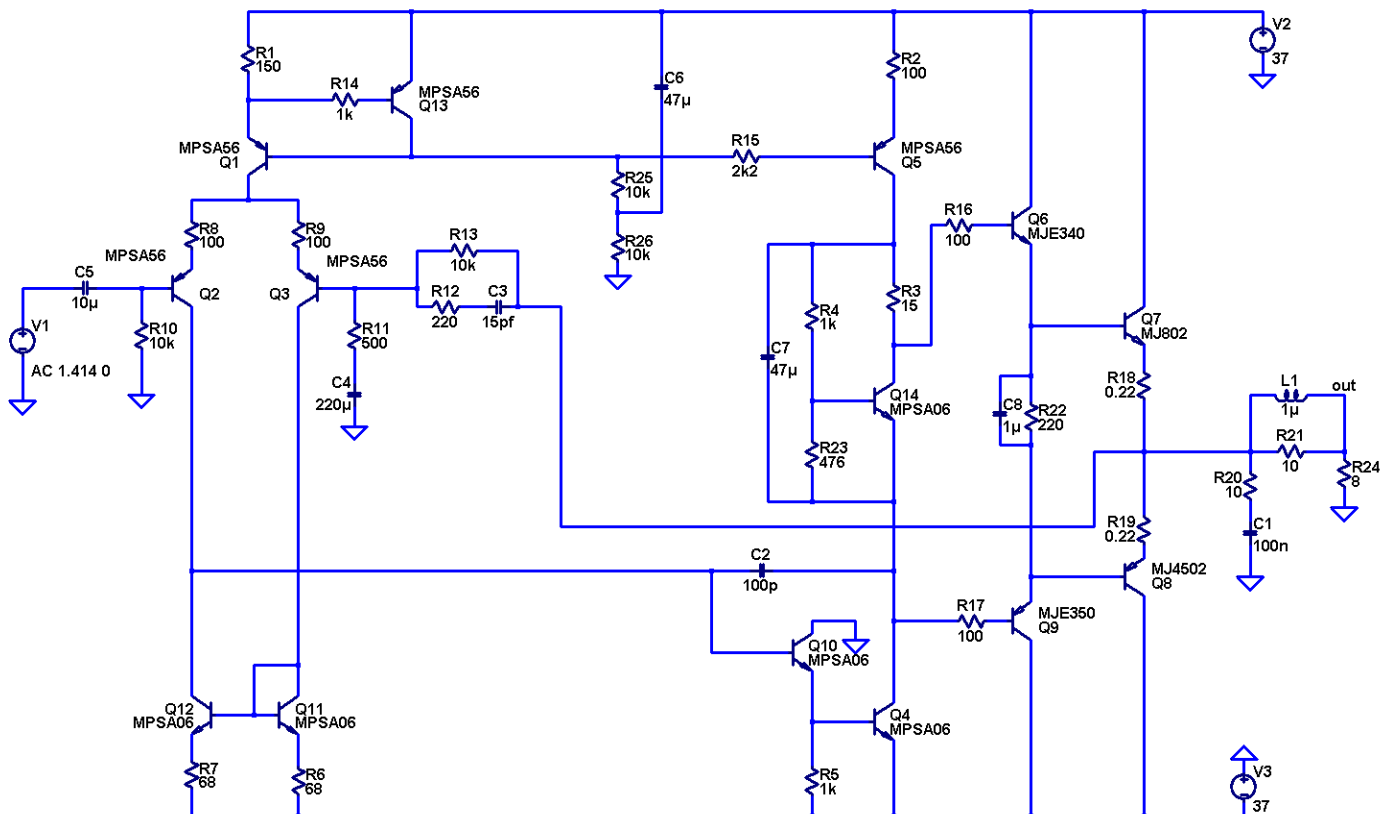 V2
37
R1
150
R2
100
C6
47µ
R14
1k
MPSA56
Q13
MPSA56
Q1
R15
2k2
MPSA56
Q5
R25
10k
R8
100
R9
100
R16
100
Q6
MJE340
R13
10k
R26
10k
MPSA56
MPSA56
C5
10µ
Q2
Q3
R12
220
C3
15pf
R3
15
R4
1k
V1
R10
10k
R11
500
Q7
MJ802
AC 1.414 0
C7
47µ
C4
220µ
R18
0.22
L1
1µ
out
Q14
MPSA06
C8
1µ
R22
220
R23
476
R21
10
R24
8
R20
10
R19
0.22
C1
100n
C2
100p
MJ4502
Q8
R17
100
MJE350
Q9
Q10
MPSA06
Q12
MPSA06
Q11
MPSA06
Q4
MPSA06
R7
68
R6
68
R5
1k
V3
37